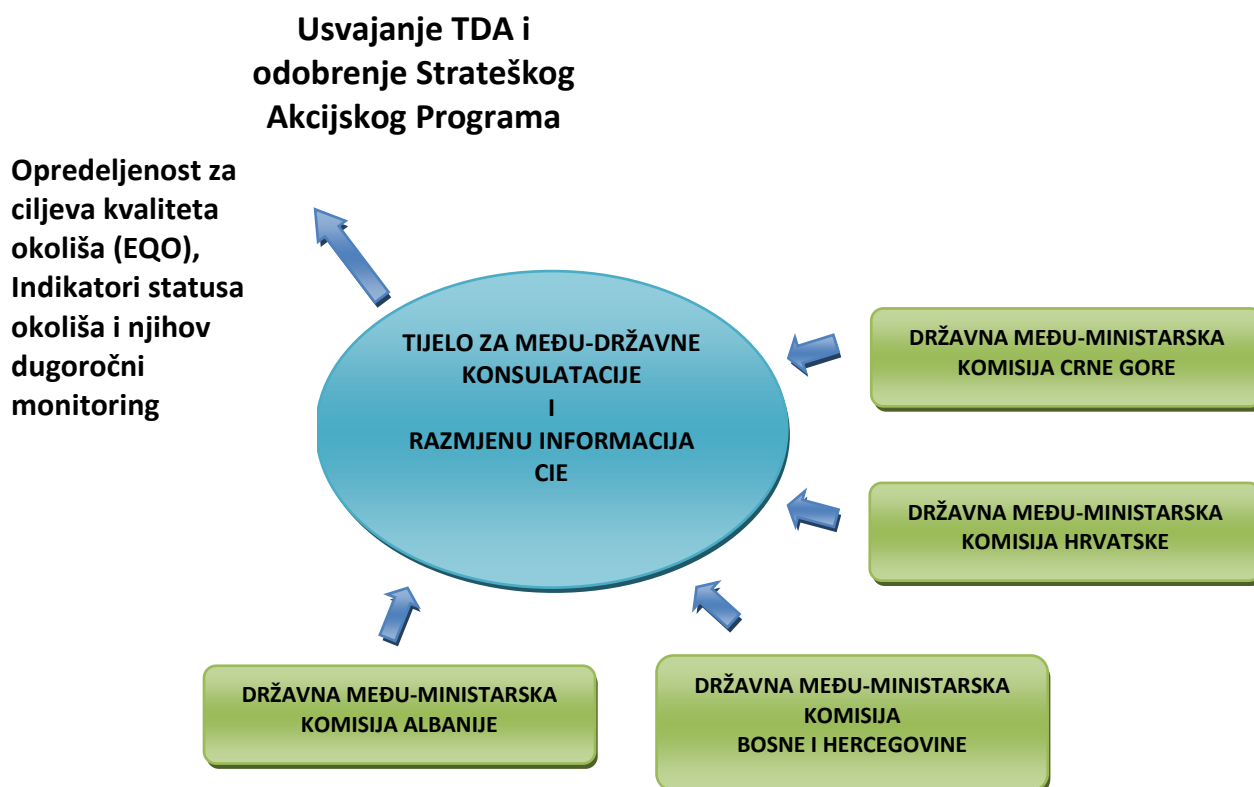 Usvajanje TDA i
odobrenje Strateškog
Akcijskog Programa
Opredeljenost za
ciljeva kvaliteta
okoliša (EQO),
Indikatori statusa
okoliša i njihov
dugoročni
monitoring
TIJELO ZA MEĐU-DRŽAVNE
KONSULATACIJE
I
RAZMJENU INFORMACIJA
CIE
DRŽAVNA MEĐU-MINISTARSKA
KOMISIJA CRNE GORE
DRŽAVNA MEĐU-MINISTARSKA
KOMISIJA HRVATSKE
DRŽAVNA MEĐU-MINISTARSKA
KOMISIJA ALBANIJE
DRŽAVNA MEĐU-MINISTARSKA
KOMISIJA
BOSNE I HERCEGOVINE